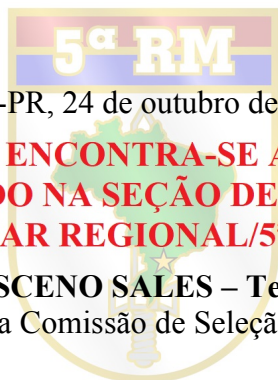 5ª RM
-PR, 24 de outubro de
ENCONTRA-SE A
DO NA SEÇÃO DE
AR REGIONAL/5
SCENO SALES – Te
a Comissão de Seleçã